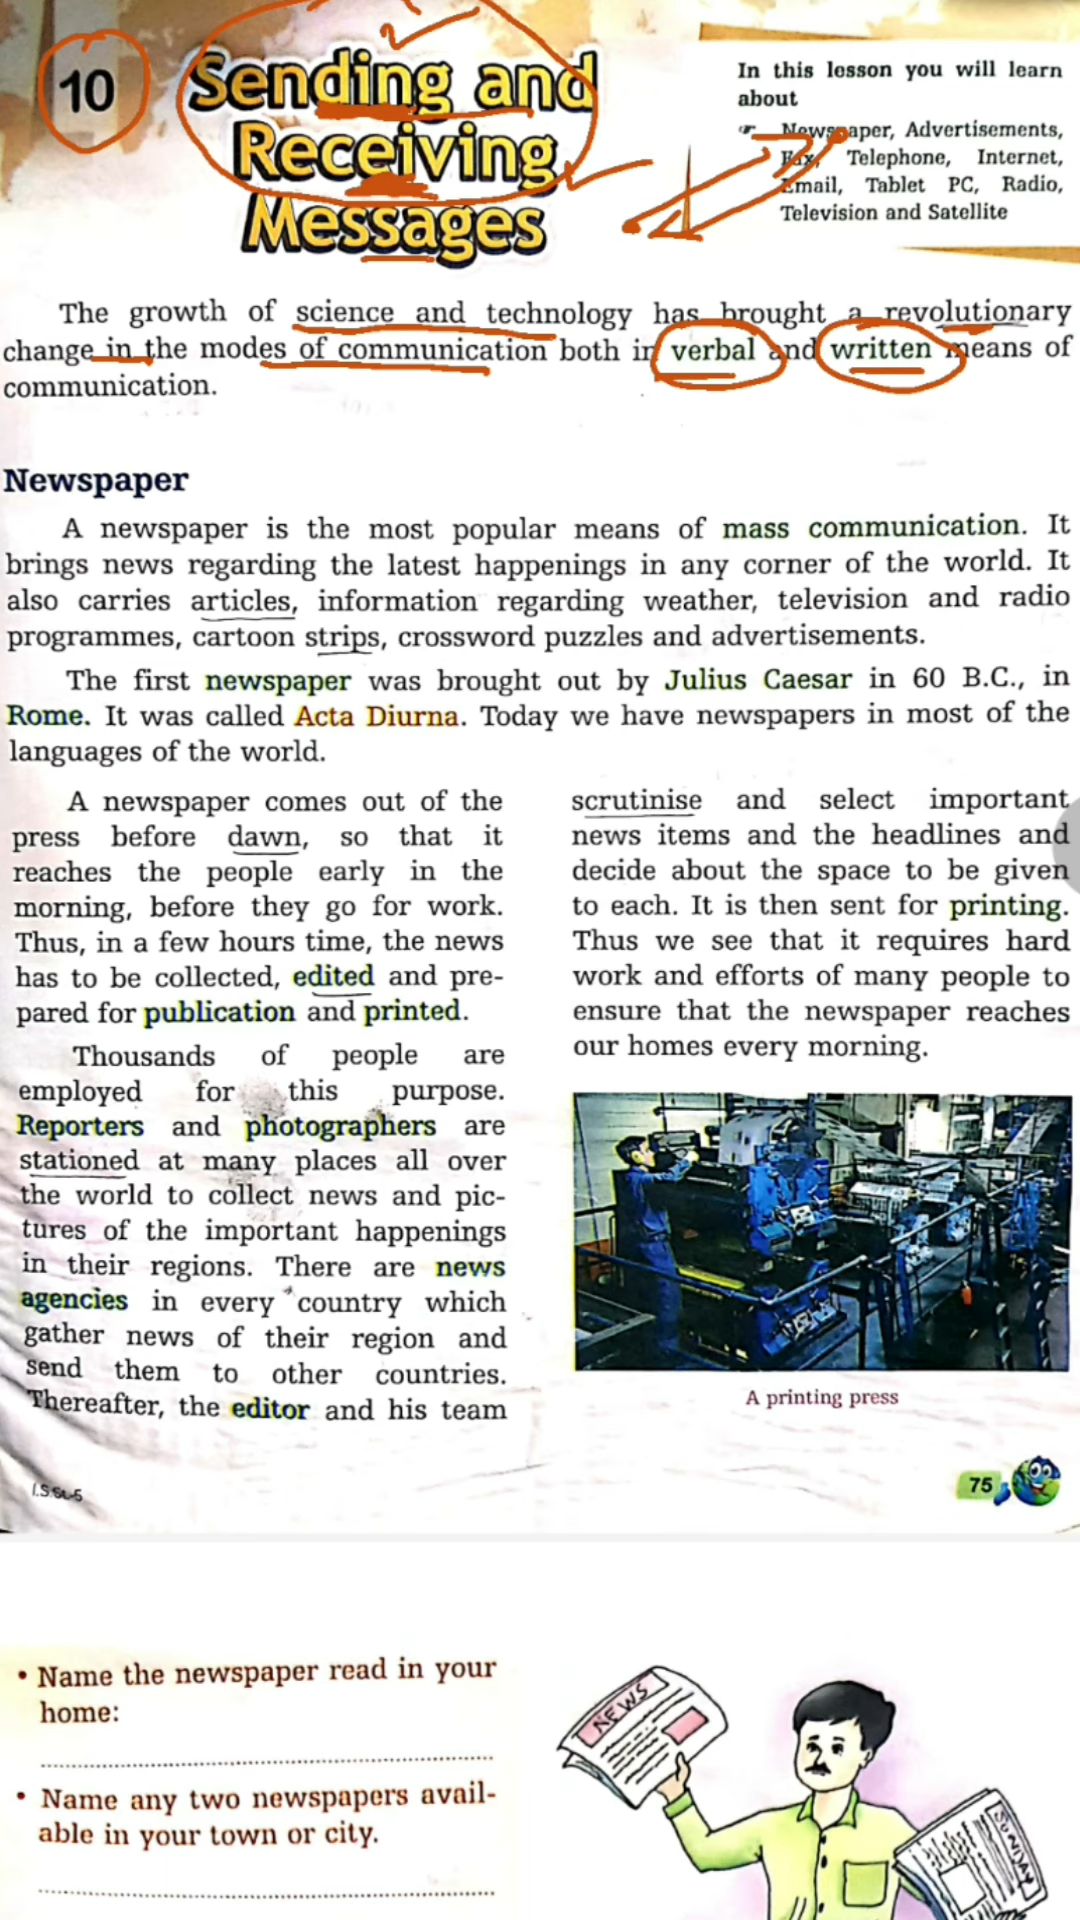 10
Sending and
Receiving
Messages
In this lesson you will learn
about
Newspaper, Advertisements,
Fax, Telephone, Internet,
Email, Tablet PC, Radio,
Television and Satellite
The growth of science and technology has brought a revolutionary
change in the modes of communication both in verbal and written means of
communication.
Newspaper
A newspaper is the most popular means of mass communication. It
brings news regarding the latest happenings in any corner of the world. It
also carries articles, information regarding weather, television and radio
programmes, cartoon strips, crossword puzzles and advertisements.
The first newspaper was brought out by Julius Caesar in 60 B.C., in
Rome. It was called Acta Diurna. Today we have newspapers in most of the
languages of the world.
A newspaper comes out of the
press before dawn, so that it
reaches the people early in the
morning, before they go for work.
Thus, in a few hours time, the news
has to be collected, edited and pre-
pared for publication and printed.
Thousands of people are
employed for this purpose.
Reporters and photographers are
stationed at many places all over
the world to collect news and pic-
tures of the important happenings
in their regions. There are news
agencies in every country which
gather news of their region and
send them to other countries.
Thereafter, the editor and his team
scrutinise and select important
news items and the headlines and
decide about the space to be given
to each. It is then sent for printing.
Thus we see that it requires hard
work and efforts of many people to
ensure that the newspaper reaches
our homes every morning.
A printing press
I.S.St.-5
75
• Name the newspaper read in your
home:
• Name any two newspapers avail-
able in your town or city.
NEWS
SUNDAY